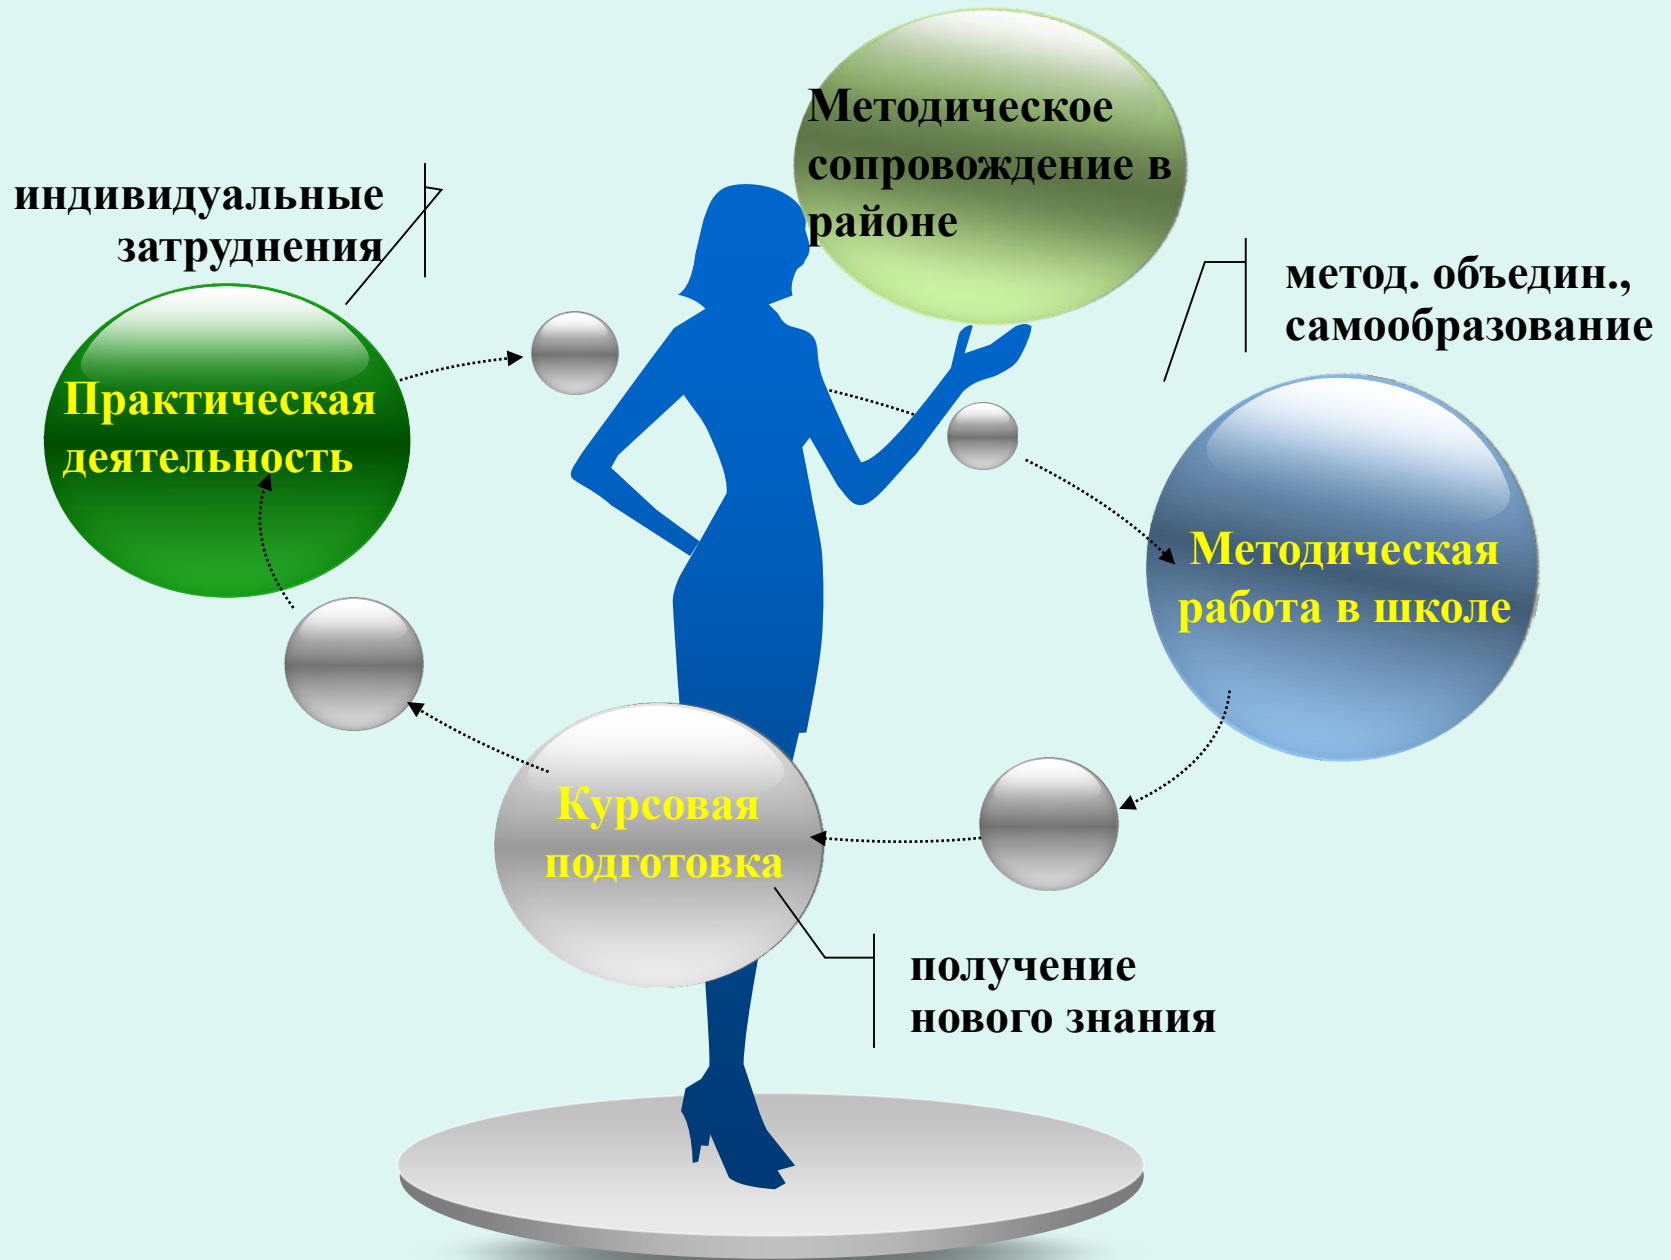 Методическое
сопровождение в
районе
индивидуальные
затруднения
метод. объедин.,
самообразование
Практическая
деятельность
Методическая
работа в школе
Курсовая
подготовка
получение
нового знания